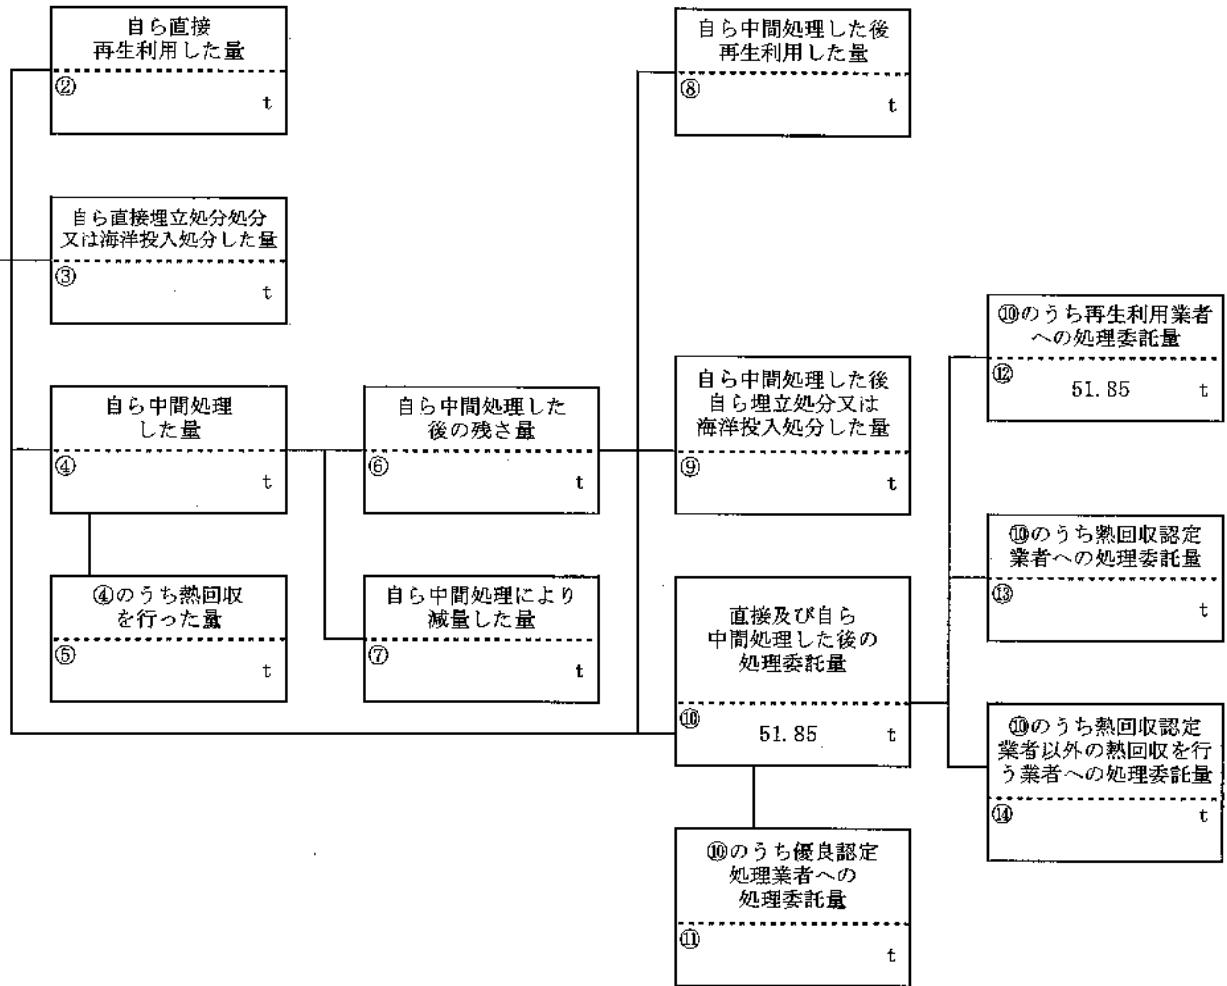 自ら直接
再生利用した量
②
t
自ら中間処理した後
再生利用した量
⑧
t
自ら直接埋立処分処分
又は海洋投入処分した量
③
t
⑩のうち再生利用業者
への処理委託量
⑫
51.85 t
自ら中間処理
した量
④
t
自ら中間処理した
後の残さ量
⑥
t
自ら中間処理した後
自ら埋立処分又は
海洋投入処分した量
⑨
t
⑩のうち熱回収認定
業者への処理委託量
⑬
t
④のうち熱回収
を行った量
⑤
t
自ら中間処理により
減量した量
⑦
t
直接及び自ら
中間処理した後の
処理委託量
⑩
51.85 t
⑩のうち熱回収認定
業者以外の熱回収を行
う業者への処理委託量
⑭
t
⑩のうち優良認定
処理業者への
処理委託量
⑪
t